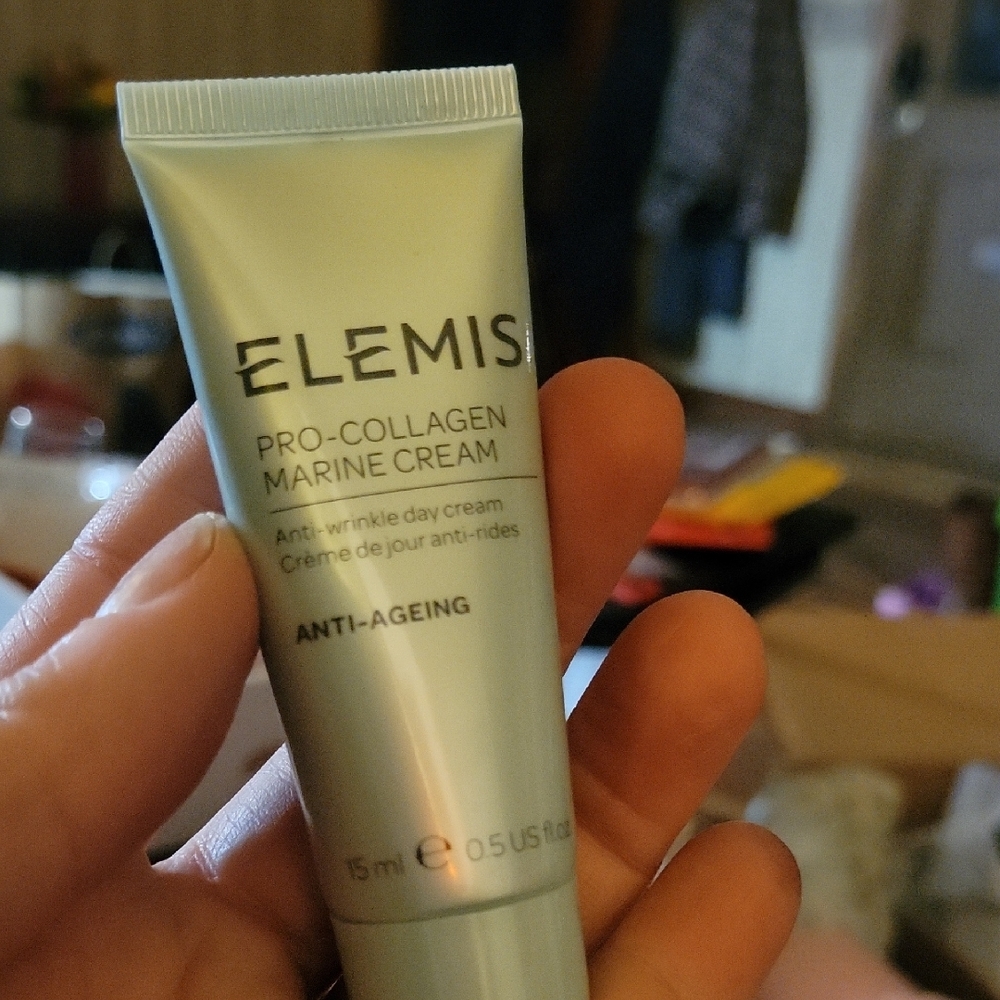 ELEMIS
PRO-COLLAGEN
MARINE CREAM
Anti-wrinkle day cream
Crème de jour anti-rides
ANTI-AGEING
15 ml ℮ 0.5 US fl.oz